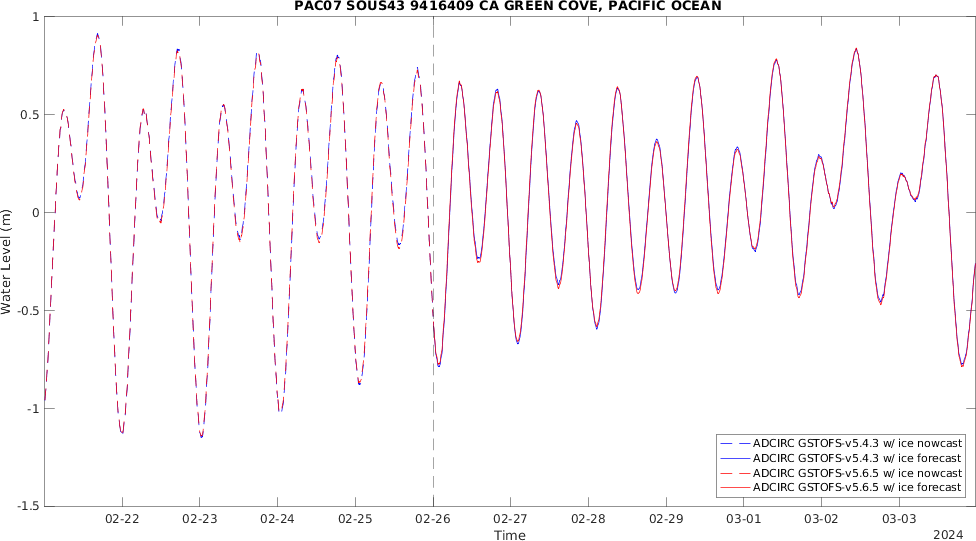 PAC07 SOUS43 9416409 CA GREEN COVE, PACIFIC OCEAN
1
0.5
0
-0.5
-1
-1.5
Water Level (m)
ADCIRC GSTOFS-v5.4.3 w/ ice nowcast
ADCIRC GSTOFS-v5.4.3 w/ ice forecast
ADCIRC GSTOFS-v5.6.5 w/ ice nowcast
ADCIRC GSTOFS-v5.6.5 w/ ice forecast
02-22 02-23 02-24 02-25 02-26 02-27 02-28 02-29 03-01 03-02 03-03
Time
2024